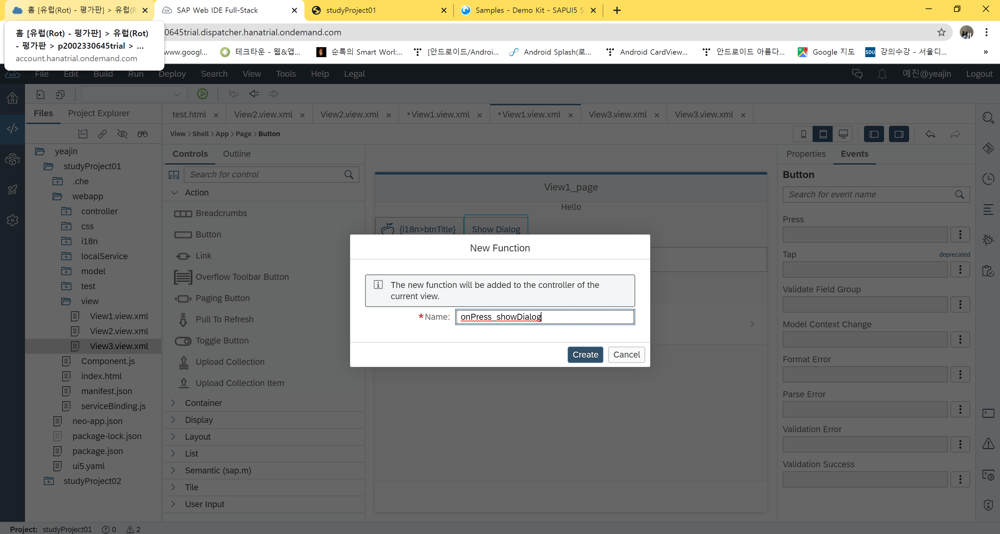 홈 [유럽(Rot) - 평가판] > 유럽(R
SAP Web IDE Full-Stack
studyProject01
Samples - Demo Kit - SAPUI5 S
홈 [유럽(Rot) - 평가판] > 유럽(Rot)
- 평가판 > p2002330645trial > ...
account.hanatrial.ondemand.com
0645trial.dispatcher.hanatrial.ondemand.com
www.googl...
테크타운 - 웹&앱...
순록의 Smart Worl:...
[안드로이드/Androi...
Android Splash(로...
Android CardView...
안드로이드 아름다...
Google 지도
SDU 강의수강 - 서울디...
»
File Edit Build Run Deploy Search View Tools Help Legal
예진@yeajin Logout
Files Project Explorer
test.html
View2.view.xml
View2.view.xml
*View1.view.xml
*View1.view.xml
View3.view.xml
View3.view.xml
View > Shell > App > Page > Button
yeajin
studyProject01
.che
webapp
controller
css
i18n
localService
model
test
view
View1.view.xml
View2.view.xml
View3.view.xml
Component.js
index.html
manifest.json
serviceBinding.js
neo-app.json
package-lock.json
package.json
ui5.yaml
studyProject02
Controls Outline
Search for control
Action
Breadcrumbs
Button
Link
Overflow Toolbar Button
Paging Button
Pull To Refresh
Toggle Button
Upload Collection
Upload Collection Item
Container
Display
Layout
List
Semantic (sap.m)
Tile
User Input
View1_page
Hello
{i18n>btnTitle} Show Dialog
New Function
The new function will be added to the controller of the
current view.
*Name: onPress_showDialog
Create Cancel
Properties Events
Button
Search for event name
Press
Tap deprecated
Validate Field Group
Model Context Change
Format Error
Parse Error
Validation Error
Validation Success
Project: studyProject01 0 2